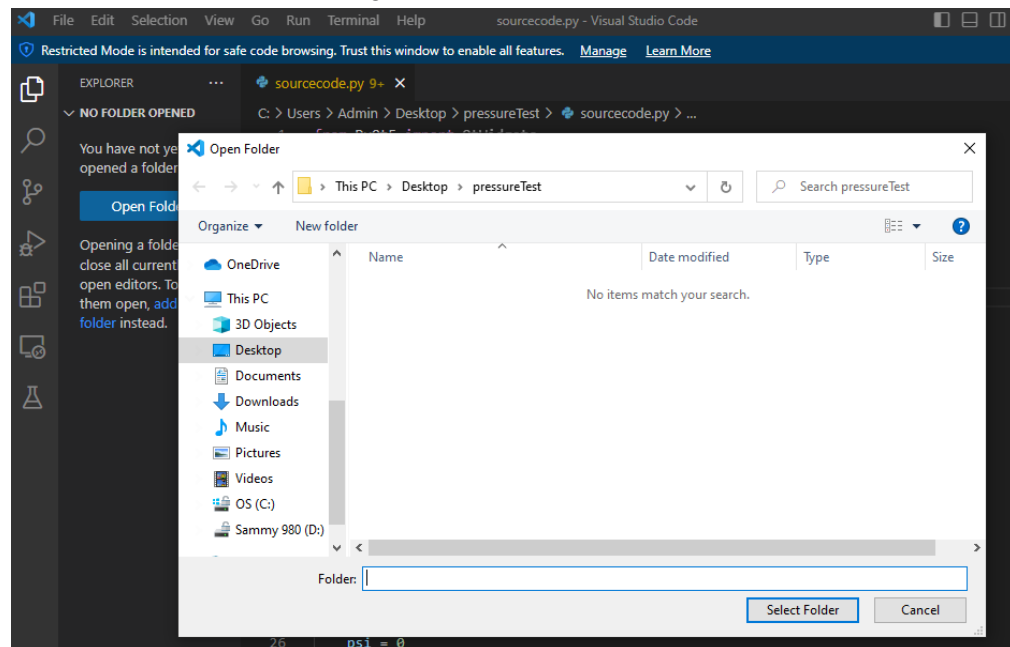 File Edit Selection View Go Run Terminal Help sourcecode.py - Visual Studio Code
Restricted Mode is intended for safe code browsing. Trust this window to enable all features. Manage Learn More
EXPLORER ··· sourcecode.py 9+ ×
NO FOLDER OPENED C: > Users > Admin > Desktop > pressureTest > sourcecode.py > ...
You have not ye
opened a folder
Open Fold
Opening a folde
close all current
open editors. To
them open, add
folder instead.
Open Folder
This PC > Desktop > pressureTest Search pressureTest
Organize New folder
Name Date modified Type Size
No items match your search.
OneDrive
This PC
3D Objects
Desktop
Documents
Downloads
Music
Pictures
Videos
OS (C:)
Sammy 980 (D:)
Folder:
Select Folder Cancel
26 psi = 0